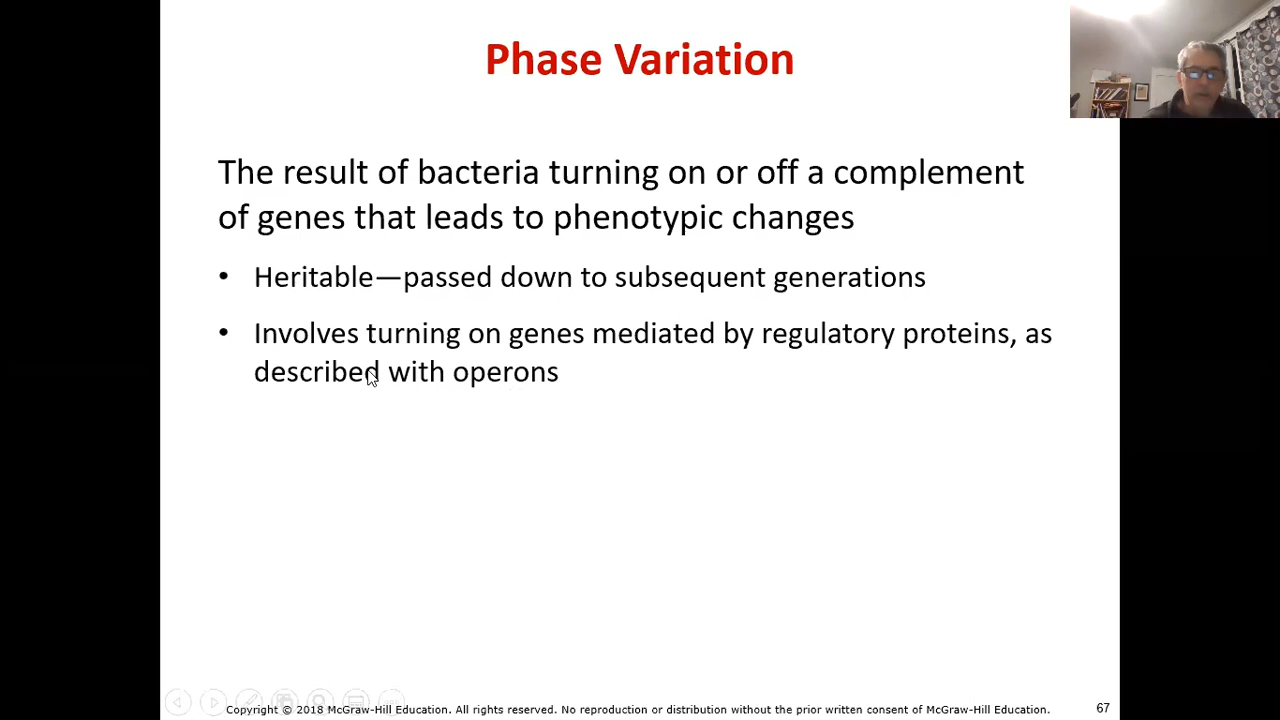 Phase Variation
The result of bacteria turning on or off a complement
of genes that leads to phenotypic changes
• Heritable—passed down to subsequent generations
• Involves turning on genes mediated by regulatory proteins, as
described with operons
Copyright © 2018 McGraw-Hill Education. All rights reserved. No reproduction or distribution without the prior written consent of McGraw-Hill Education.
67